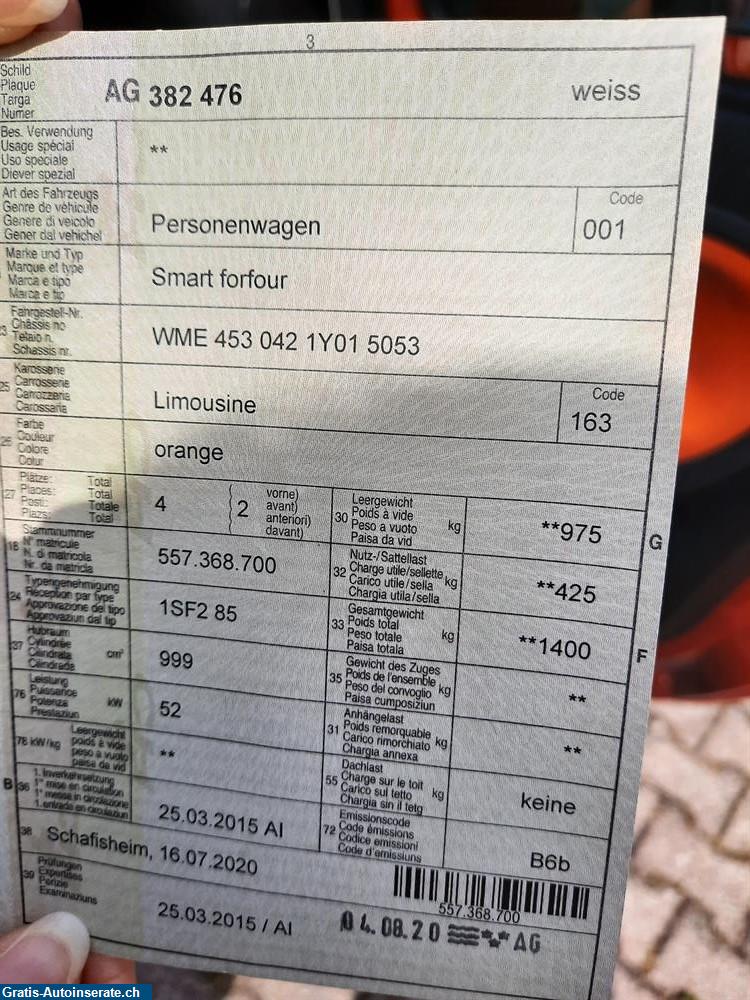 3
Schild
Plaque
Targa
Numer
AG 382 476
weiss
Bes. Verwendung
Usage spécial
Uso speciale
Diever spezial
**
Art des Fahrzeugs
Genre de véhicule
Genere di veicolo
Gener dal vehichel
Personenwagen
Code
001
Marke und Typ
Marque et type
Marca e tipo
Marca e tip
Smart forfour
23
Fahrgestell-Nr.
Châssis no
Telaio n.
Schassis nr.
WME 453 042 1Y01 5053
25
Karosserie
Carrosserie
Carrozzeria
Carossaria
Limousine
Code
163
26
Farbe
Couleur
Colore
Colur
orange
27
Plätze: Total
Places: Total
Posti: Totale
Plazs: Total
4
2
vorne)
avant)
anteriori)
davant)
30
Leergewicht
Poids à vide
Peso a vuoto
Paisa da vid
kg
**975
G
18
Stammnummer
N° matricule
N. di matricola
Nr. da matricla
557.368.700
32
Nutz-/Sattellast
Charge utile/sellette
Carico utile/sella
Chargia utila/sella
kg
**425
24
Typengenehmigung
Réception par type
Approvazione del tipo
Approvaziun dal tip
1SF2 85
33
Gesamtgewicht
Poids total
Peso totale
Paisa totala
kg
**1400
F
37
Hubraum
Cylindrée
Cilindrata
Cilindrada
cm³
999
35
Gewicht des Zuges
Poids de l'ensemble
Peso del convoglio
Paisa cumposiziun
kg
**
76
Leistung
Puissance
Potenza
Prestaziun
kW
52
31
Anhängelast
Poids remorquable
Carico rimorchiato
Chargia annexa
kg
**
78 kW/kg
Leergewicht
poids à vide
peso a vuoto
paisa da vid
**
55
Dachlast
Charge sur le toit
Carico sul tetto
Chargia sin il tetg
kg
keine
B
36
1. Inverkehrsetzung
1re mise en circulation
1a messa in circolazione
1. entrada en circulaziun
25.03.2015 AI
72
Emissionscode
Code émissions
Codice emissioni
Code d'emissiuns
B6b
38
Schafisheim, 16.07.2020
557.368.700
39
Prüfungen
Expertises
Perizie
Examinaziuns
25.03.2015 / AI
04.08.20
AG
Gratis-Autoinserate.ch